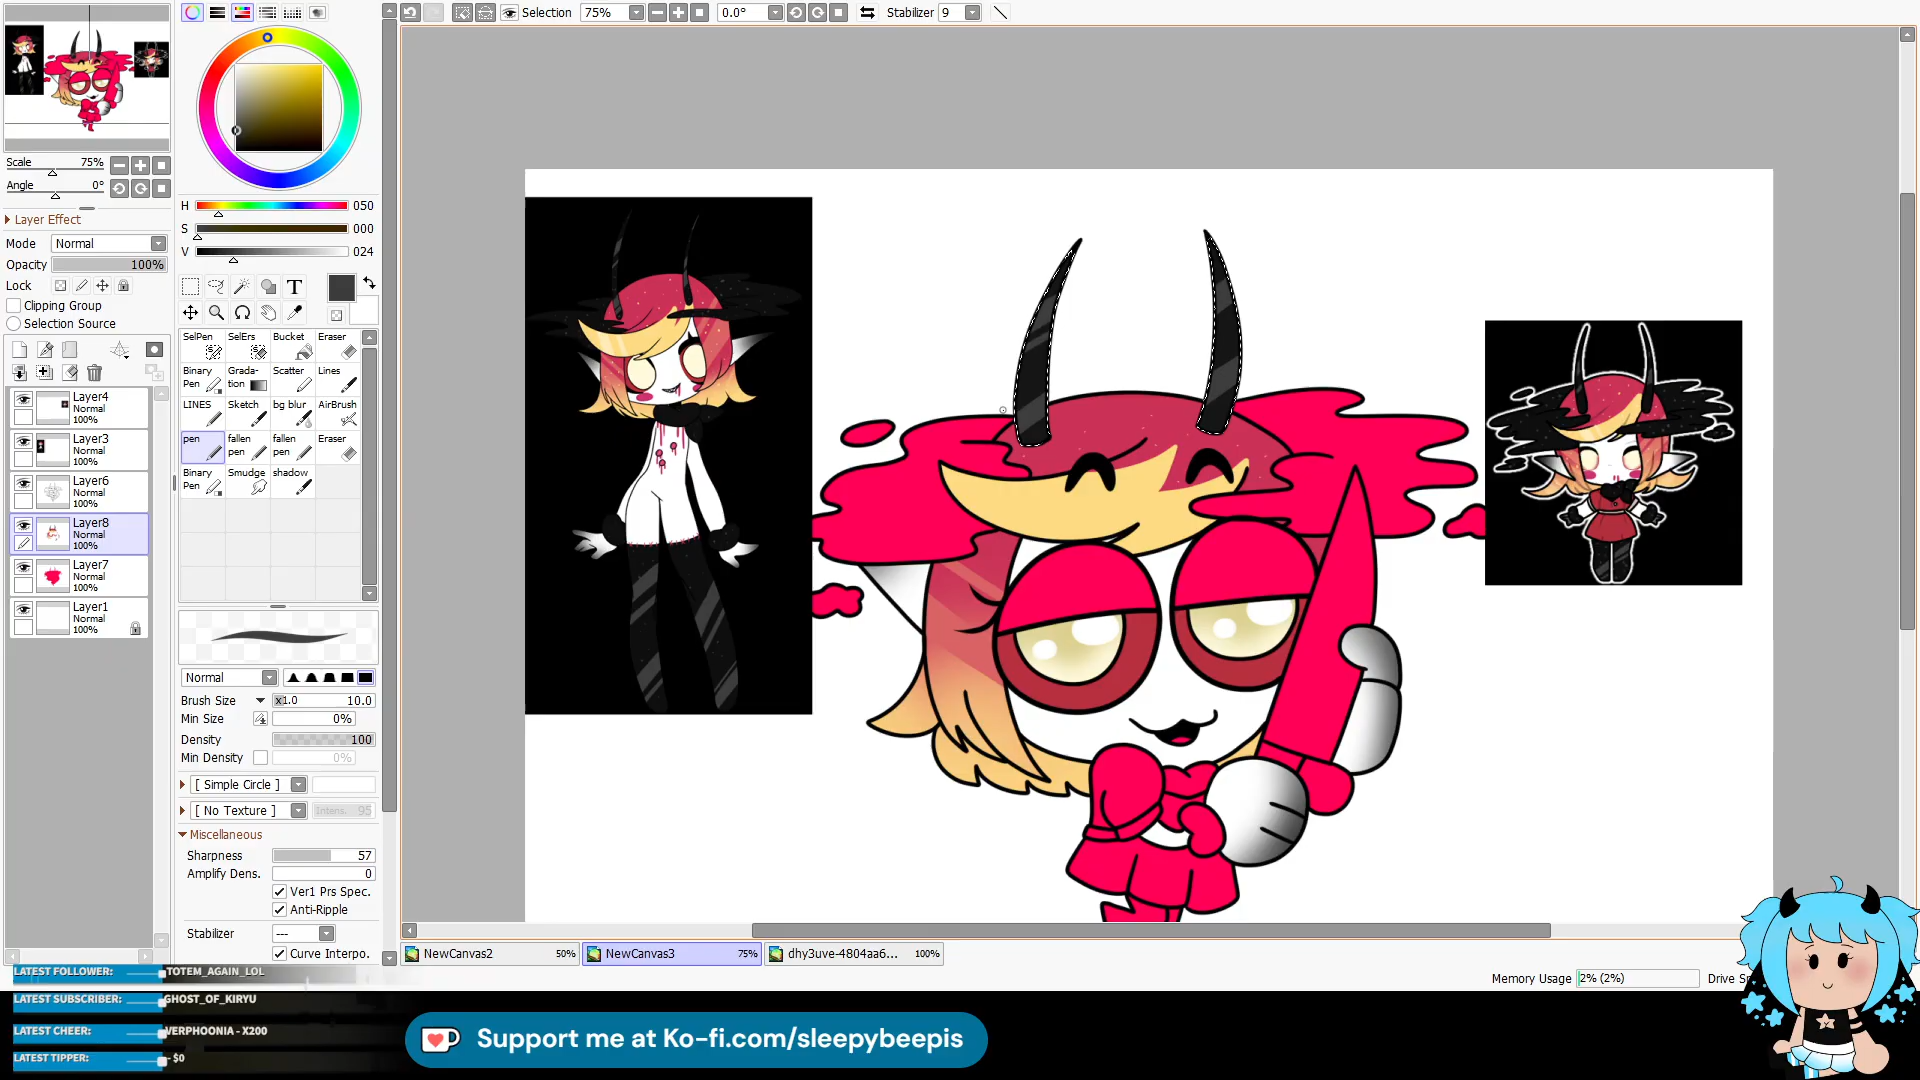 Selection
75%
0.0°
Stabilizer 9
Scale 75%
Angle 0°
Layer Effect
Mode Normal
Opacity 100%
Lock
Clipping Group
Selection Source
Layer4
Normal
100%
Layer3
Normal
100%
Layer6
Normal
100%
Layer8
Normal
100%
Layer7
Normal
100%
Layer1
Normal
100%
H 050
S 000
V 024
T
SelPen SelErs Bucket Eraser
Binary Pen Gradation Scatter Lines
LINES Sketch bg blur AirBrush
pen fallen pen fallen pen Eraser
Binary Pen Smudge shadow
Normal
Brush Size x1.0 10.0
Min Size 0%
Density 100
Min Density 0%
[ Simple Circle ]
[ No Texture ] Intens. 95
Miscellaneous
Sharpness 57
Amplify Dens. 0
Ver1 Prs Spec.
Anti-Ripple
Stabilizer ---
Curve Interpo.
NewCanvas2 50%
NewCanvas3 75%
dhy3uve-4804aa6... 100%
Memory Usage 2% (2%)
LATEST FOLLOWER: TOTEM_AGAIN_LOL
LATEST SUBSCRIBER: GHOST_OF_KIRYU
LATEST CHEER: VERPHOONIA - X200
LATEST TIPPER: - $0
Support me at Ko-fi.com/sleepybeepis